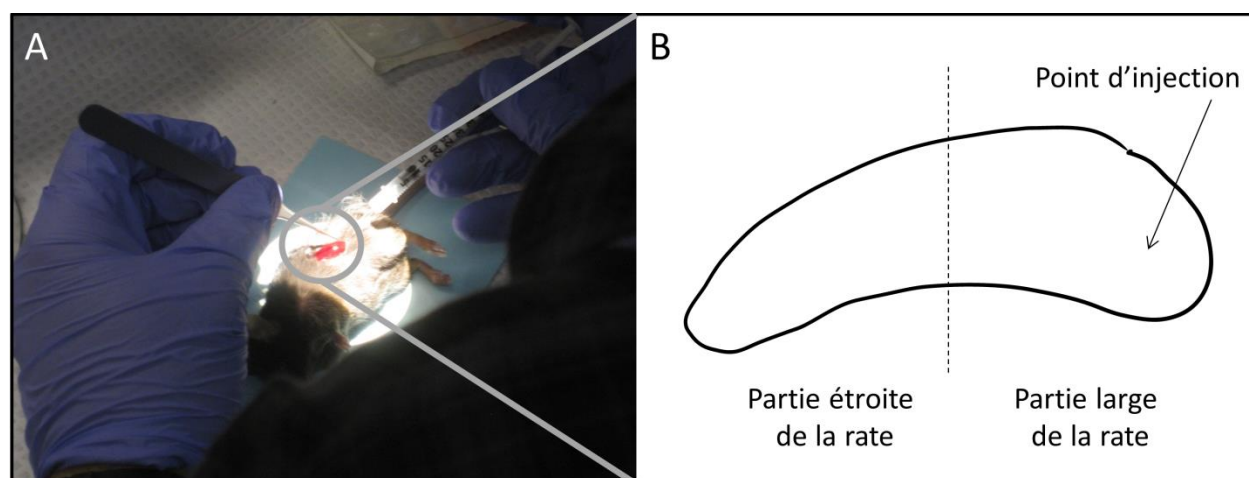 A
B
Point d'injection
Partie étroite
de la rate
Partie large
de la rate